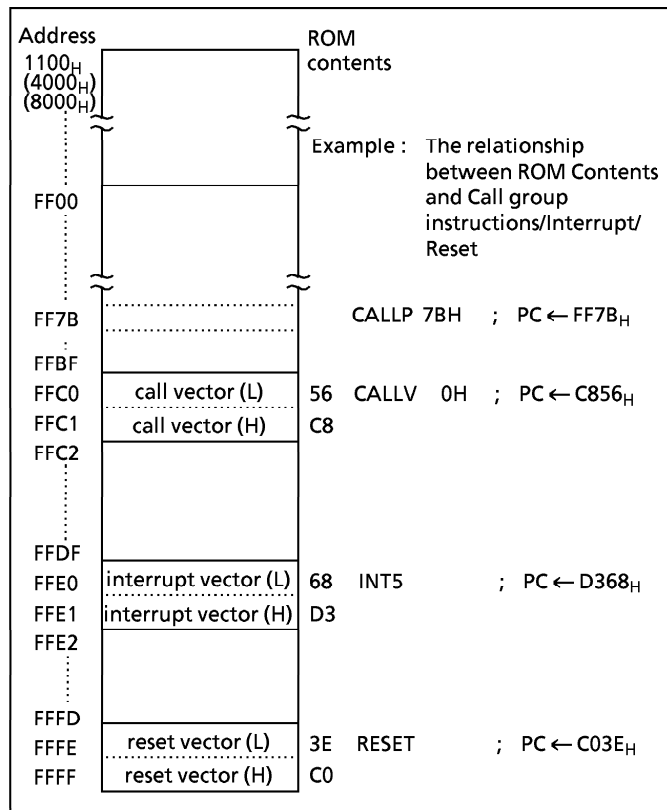 Address
ROM contents
1100H
(4000H)
(8000H)
Example : The relationship
between ROM Contents
and Call group
instructions/Interrupt/
Reset
FF00
FF7B CALLP 7BH ; PC ← FF7BH
FFBF
FFC0 call vector (L) 56 CALLV 0H ; PC ← C856H
FFC1 call vector (H) C8
FFC2
FFDF
FFE0 interrupt vector (L) 68 INT5 ; PC ← D368H
FFE1 interrupt vector (H) D3
FFE2
FFFD
FFFE reset vector (L) 3E RESET ; PC ← C03EH
FFFF reset vector (H) C0